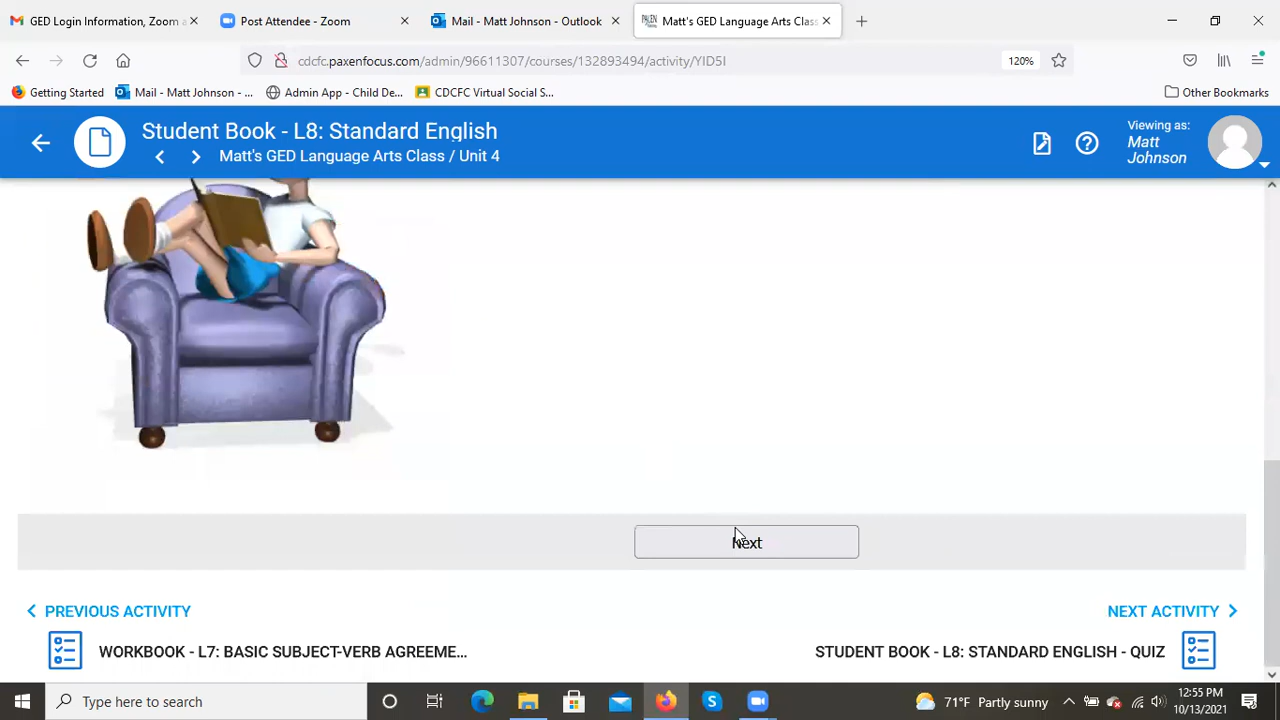 GED Login Information, Zoom a
Post Attendee - Zoom
Mail - Matt Johnson - Outlook
PAXEN
Matt's GED Language Arts Class
cdcfc.paxenfocus.com/admin/96611307/courses/132893494/activity/YID5I
120%
Getting Started
Mail - Matt Johnson - ...
Admin App - Child De...
CDCFC Virtual Social S...
Other Bookmarks
Student Book - L8: Standard English
Matt's GED Language Arts Class / Unit 4
Viewing as:
Matt
Johnson
Next
PREVIOUS ACTIVITY
NEXT ACTIVITY
WORKBOOK - L7: BASIC SUBJECT-VERB AGREEME...
STUDENT BOOK - L8: STANDARD ENGLISH - QUIZ
Type here to search
71°F Partly sunny
12:55 PM
10/13/2021